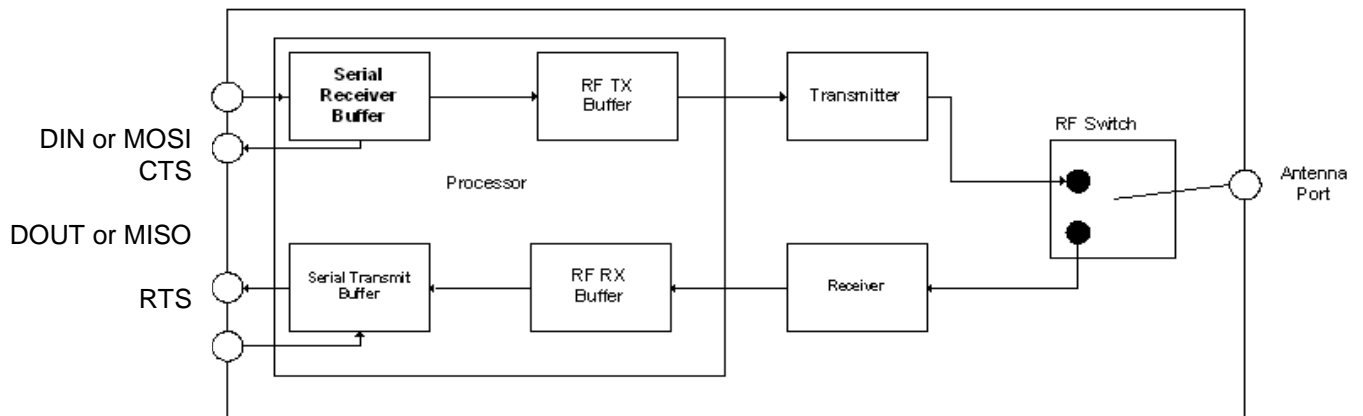 Serial
Receiver
Buffer
RF TX
Buffer
Transmitter
RF Switch
DIN or MOSI
CTS
Processor
Antenna
Port
DOUT or MISO
RTS
Serial Transmit
Buffer
RF RX
Buffer
Receiver